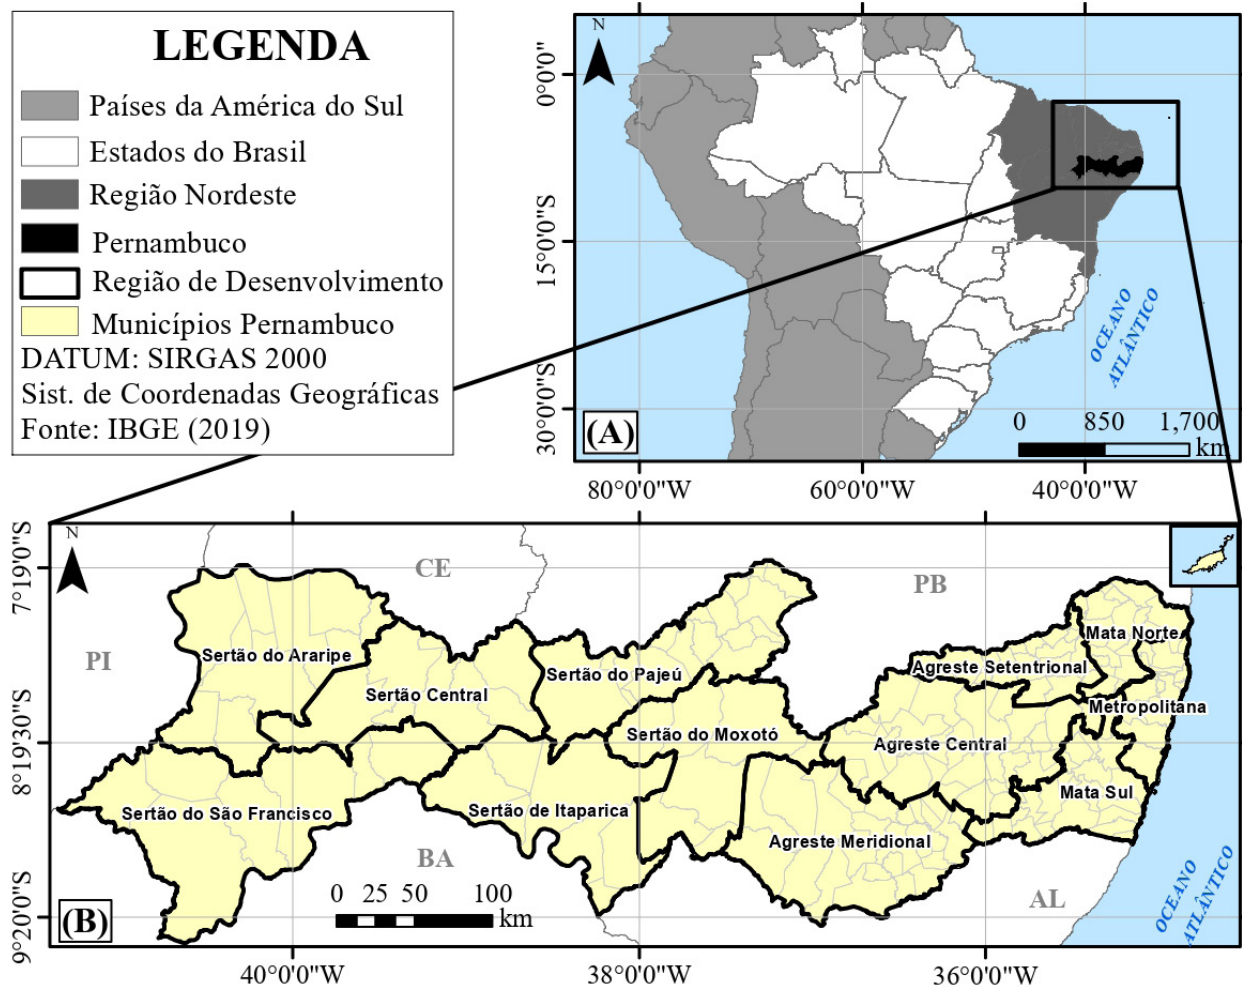 LEGENDA
Países da América do Sul
Estados do Brasil
Região Nordeste
Pernambuco
Região de Desenvolvimento
Municípios Pernambuco
DATUM: SIRGAS 2000
Sist. de Coordenadas Geográficas
Fonte: IBGE (2019)
N
0°0'0"
15°0'0"S
30°0'0"S
OCEANO
ATLÂNTICO
(A)
0 850 1,700
km
80°0'0"W 60°0'0"W 40°0'0"W
N
7°19'0"S
8°19'30"S
9°20'0"S
CE
PB
PI
BA
AL
Mata Norte
Sertão do Araripe
Agreste Setentrional
Sertão do Pajeú
Sertão Central
Metropolitana
Sertão do Moxotó
Agreste Central
Mata Sul
Sertão do São Francisco
Sertão de Itaparica
Agreste Meridional
OCEANO
ATLÂNTICO
0 25 50 100
km
(B)
40°0'0"W 38°0'0"W 36°0'0"W